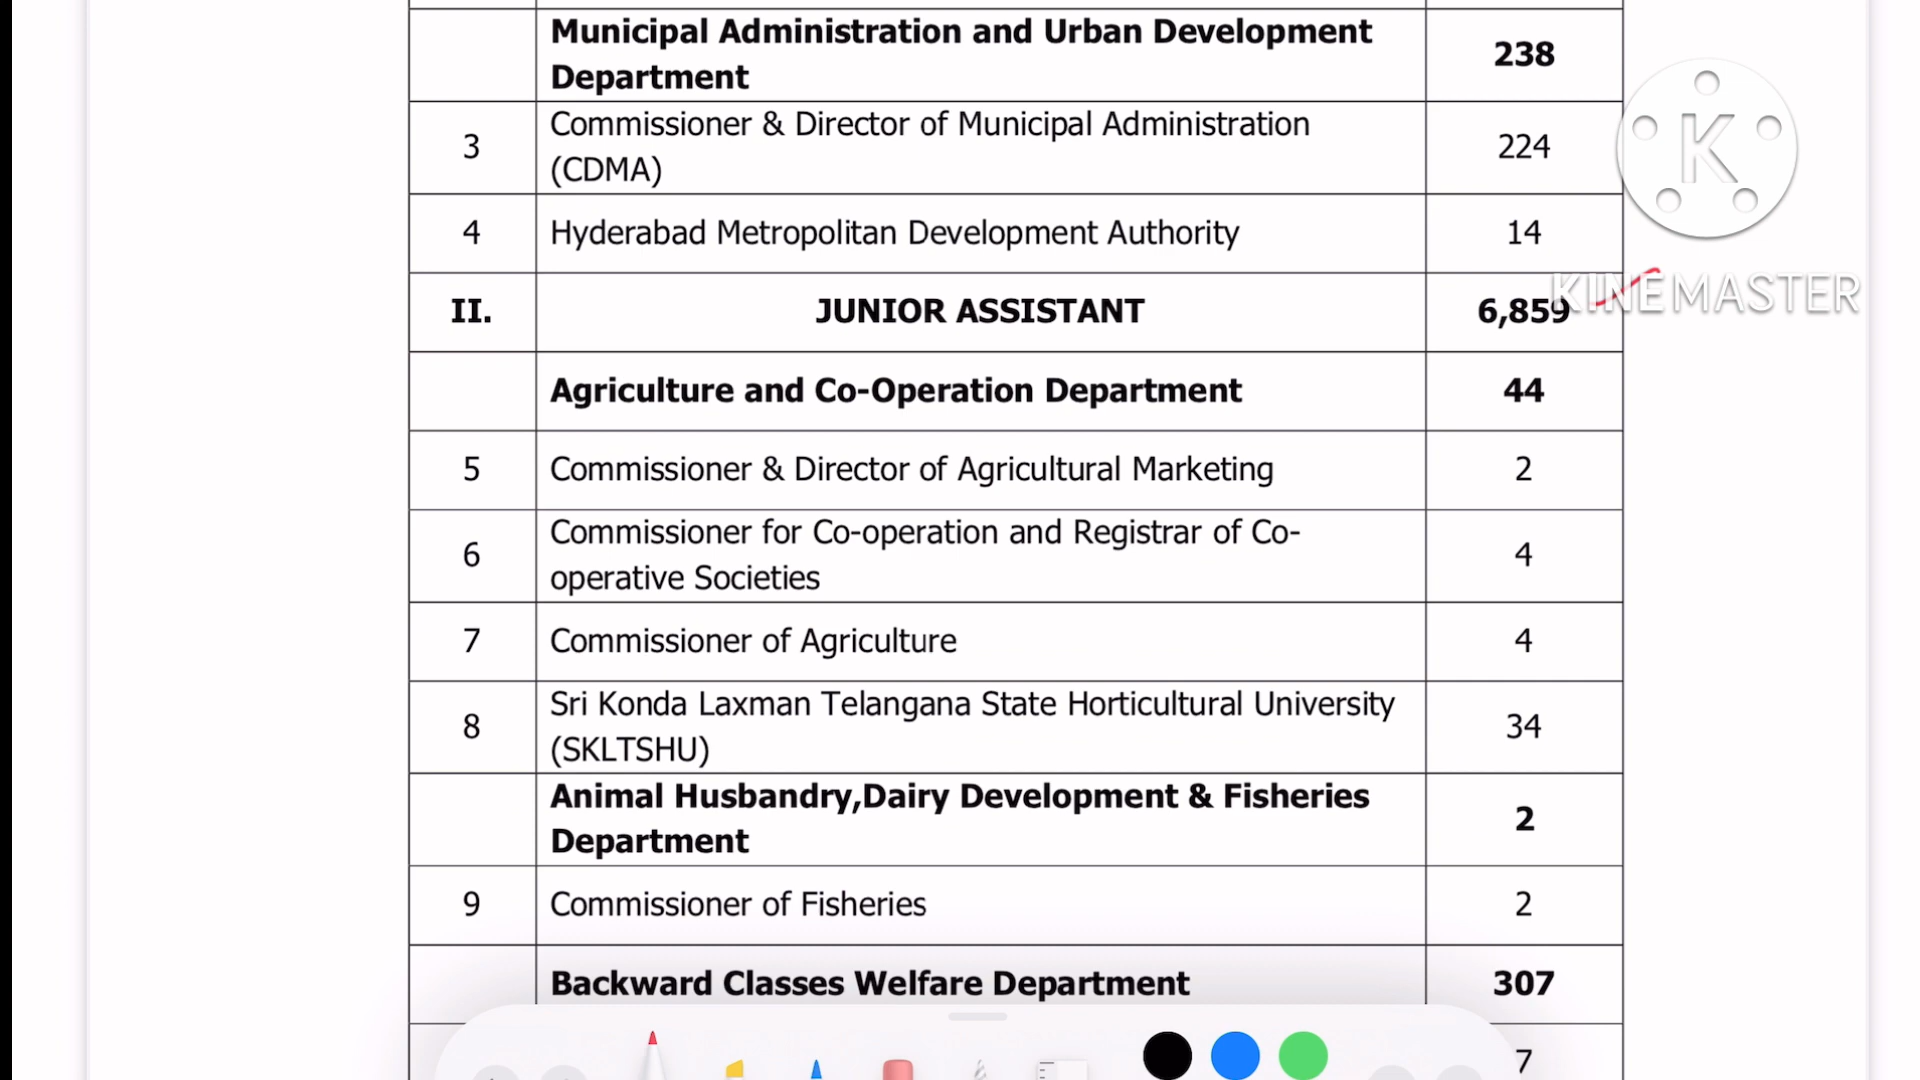 Municipal Administration and Urban Development
Department
238
3
Commissioner & Director of Municipal Administration
(CDMA)
224
4
Hyderabad Metropolitan Development Authority
14
II.
JUNIOR ASSISTANT
6,859
Agriculture and Co-Operation Department
44
5
Commissioner & Director of Agricultural Marketing
2
6
Commissioner for Co-operation and Registrar of Co-
operative Societies
4
7
Commissioner of Agriculture
4
8
Sri Konda Laxman Telangana State Horticultural University
(SKLTSHU)
34
Animal Husbandry,Dairy Development & Fisheries
Department
2
9
Commissioner of Fisheries
2
Backward Classes Welfare Department
307
7
K
KINEMASTER